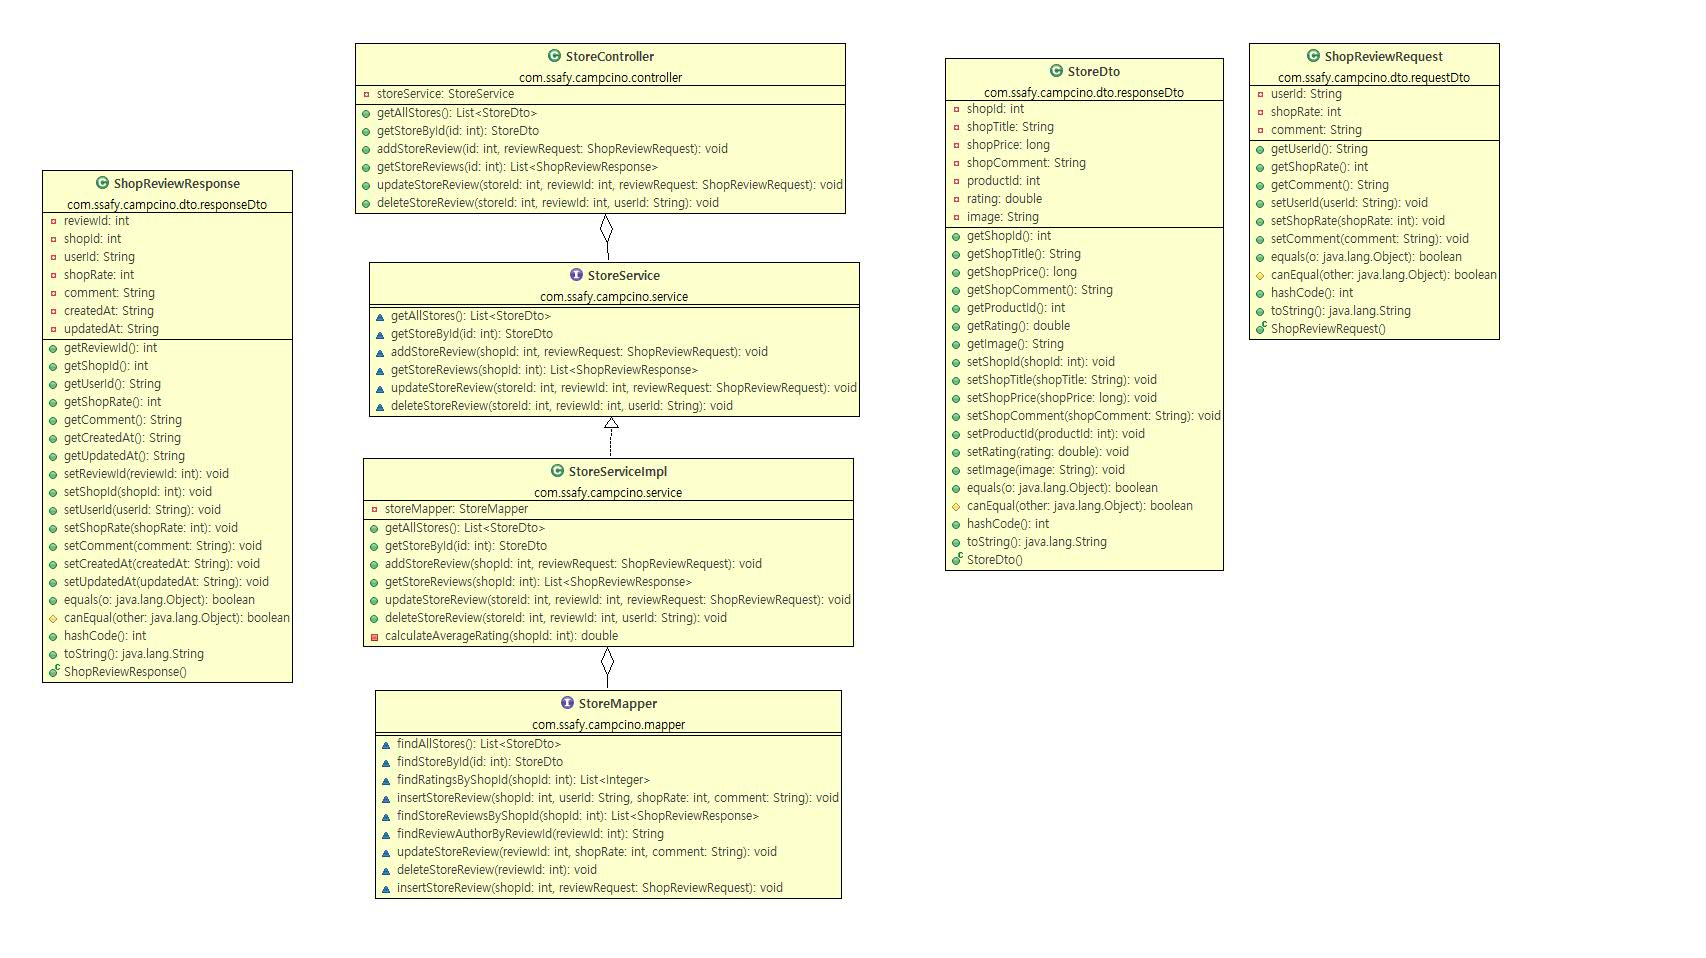 StoreController
com.ssafy.campcino.controller
storeService: StoreService
getAllStores(): List<StoreDto>
getStoreById(id: int): StoreDto
addStoreReview(id: int, reviewRequest: ShopReviewRequest): void
getStoreReviews(id: int): List<ShopReviewResponse>
updateStoreReview(storeId: int, reviewId: int, reviewRequest: ShopReviewRequest): void
deleteStoreReview(storeId: int, reviewId: int, userId: String): void
StoreDto
com.ssafy.campcino.dto.responseDto
shopId: int
shopTitle: String
shopPrice: long
shopComment: String
productId: int
rating: double
image: String
getShopId(): int
getShopTitle(): String
getShopPrice(): long
getShopComment(): String
getProductId(): int
getRating(): double
getImage(): String
setShopId(shopId: int): void
setShopTitle(shopTitle: String): void
setShopPrice(shopPrice: long): void
setShopComment(shopComment: String): void
setProductId(productId: int): void
setRating(rating: double): void
setImage(image: String): void
equals(o: java.lang.Object): boolean
canEqual(other: java.lang.Object): boolean
hashCode(): int
toString(): java.lang.String
StoreDto()
ShopReviewRequest
com.ssafy.campcino.dto.requestDto
userId: String
shopRate: int
comment: String
getUserId(): String
getShopRate(): int
getComment(): String
setUserId(userId: String): void
setShopRate(shopRate: int): void
setComment(comment: String): void
equals(o: java.lang.Object): boolean
canEqual(other: java.lang.Object): boolean
hashCode(): int
toString(): java.lang.String
ShopReviewRequest()
ShopReviewResponse
com.ssafy.campcino.dto.responseDto
reviewId: int
shopId: int
userId: String
shopRate: int
comment: String
createdAt: String
updatedAt: String
getReviewId(): int
getShopId(): int
getUserId(): String
getShopRate(): int
getComment(): String
getCreatedAt(): String
getUpdatedAt(): String
setReviewId(reviewId: int): void
setShopId(shopId: int): void
setUserId(userId: String): void
setShopRate(shopRate: int): void
setComment(comment: String): void
setCreatedAt(createdAt: String): void
setUpdatedAt(updatedAt: String): void
equals(o: java.lang.Object): boolean
canEqual(other: java.lang.Object): boolean
hashCode(): int
toString(): java.lang.String
ShopReviewResponse()
StoreService
com.ssafy.campcino.service
getAllStores(): List<StoreDto>
getStoreById(id: int): StoreDto
addStoreReview(shopId: int, reviewRequest: ShopReviewRequest): void
getStoreReviews(shopId: int): List<ShopReviewResponse>
updateStoreReview(storeId: int, reviewId: int, reviewRequest: ShopReviewRequest): void
deleteStoreReview(storeId: int, reviewId: int, userId: String): void
StoreServiceImpl
com.ssafy.campcino.service
storeMapper: StoreMapper
getAllStores(): List<StoreDto>
getStoreById(id: int): StoreDto
addStoreReview(shopId: int, reviewRequest: ShopReviewRequest): void
getStoreReviews(shopId: int): List<ShopReviewResponse>
updateStoreReview(storeId: int, reviewId: int, reviewRequest: ShopReviewRequest): void
deleteStoreReview(storeId: int, reviewId: int, userId: String): void
calculateAverageRating(shopId: int): double
StoreMapper
com.ssafy.campcino.mapper
findAllStores(): List<StoreDto>
findStoreById(id: int): StoreDto
findRatingsByShopId(shopId: int): List<Integer>
insertStoreReview(shopId: int, userId: String, shopRate: int, comment: String): void
findStoreReviewsByShopId(shopId: int): List<ShopReviewResponse>
findReviewAuthorByReviewId(reviewId: int): String
updateStoreReview(reviewId: int, shopRate: int, comment: String): void
deleteStoreReview(reviewId: int): void
insertStoreReview(shopId: int, reviewRequest: ShopReviewRequest): void